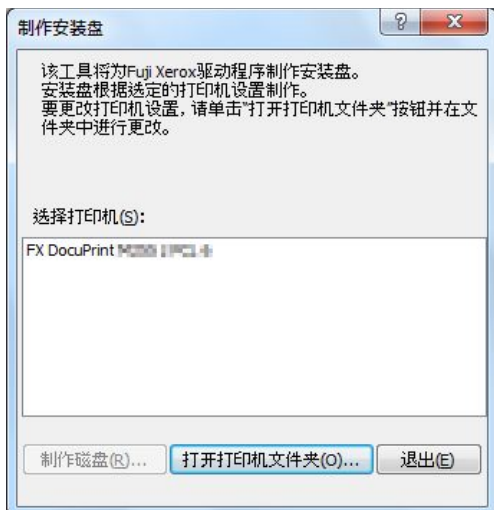 制作安装盘
该工具将为Fuji Xerox驱动程序制作安装盘。
安装盘根据选定的打印机设置制作。
要更改打印机设置，请单击"打开打印机文件夹"按钮并在文
件夹中进行更改。
选择打印机(S):
FX DocuPrint
制作磁盘(R)... 打开打印机文件夹(O)... 退出(E)